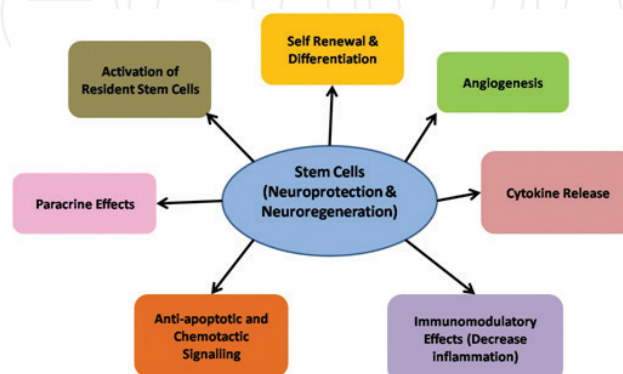 Self Renewal &
Differentiation
Activation of
Resident Stem Cells
Angiogenesis
Stem Cells
(Neuroprotection &
Neuroregeneration)
Paracrine Effects
Cytokine Release
Anti-apoptotic and
Chemotactic
Signalling
Immunomodulatory
Effects (Decrease
inflammation)